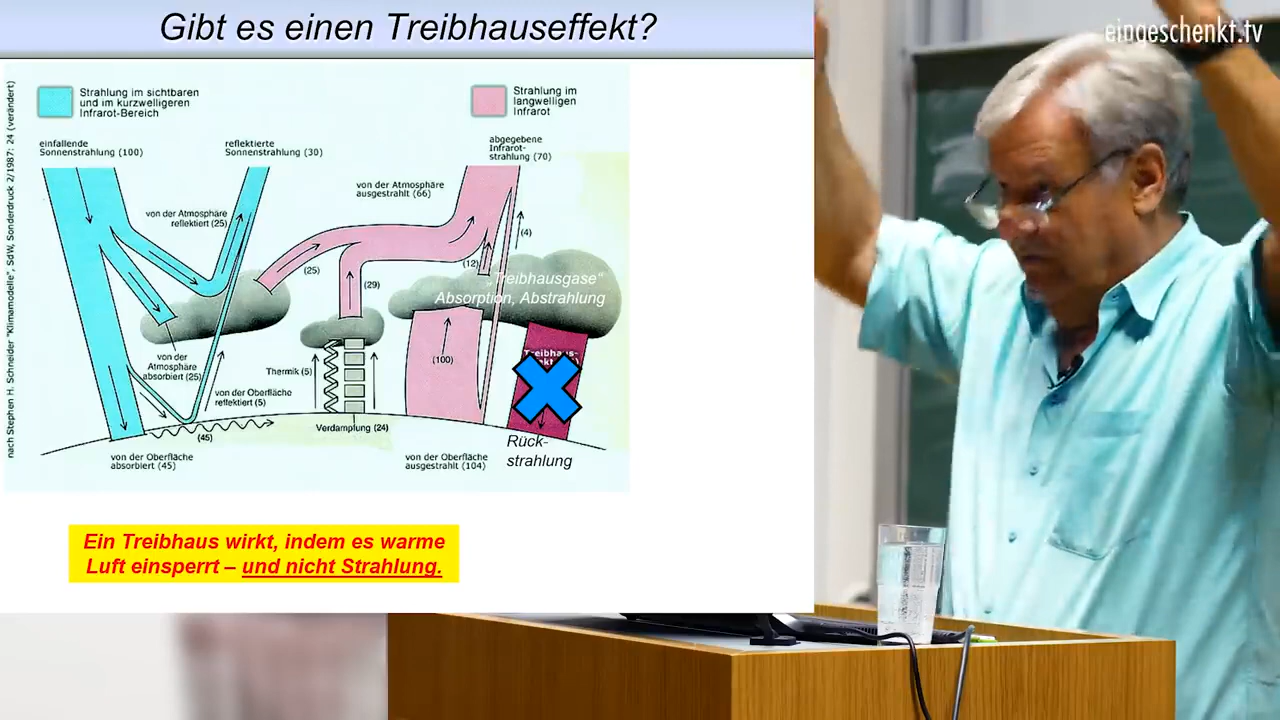 Gibt es einen Treibhauseffekt?
eingeschenkt.tv
nach Stephen H. Schneider "Klimamodelle", SdW, Sonderdruck 2/1987: 24 (verändert)
Strahlung im sichtbaren
und im kurzwelligeren
Infrarot-Bereich
Strahlung im
langwelligen
Infrarot
einfallende
Sonnenstrahlung (100)
reflektierte
Sonnenstrahlung (30)
abgegebene
Infrarot-
strahlung (70)
von der Atmosphäre
reflektiert (25)
von der Atmosphäre
ausgestrahlt (66)
(4)
(25)
(12)
(29)
„Treibhausgase“
Absorption, Abstrahlung
von der
Atmosphäre
absorbiert (25)
Thermik (5)
(100)
Treibhaus-
von der Oberfläche
reflektiert (5)
(45)
Verdampfung (24)
von der Oberfläche
absorbiert (45)
von der Oberfläche
ausgestrahlt (104)
Rück-
strahlung
Ein Treibhaus wirkt, indem es warme
Luft einsperrt – und nicht Strahlung.